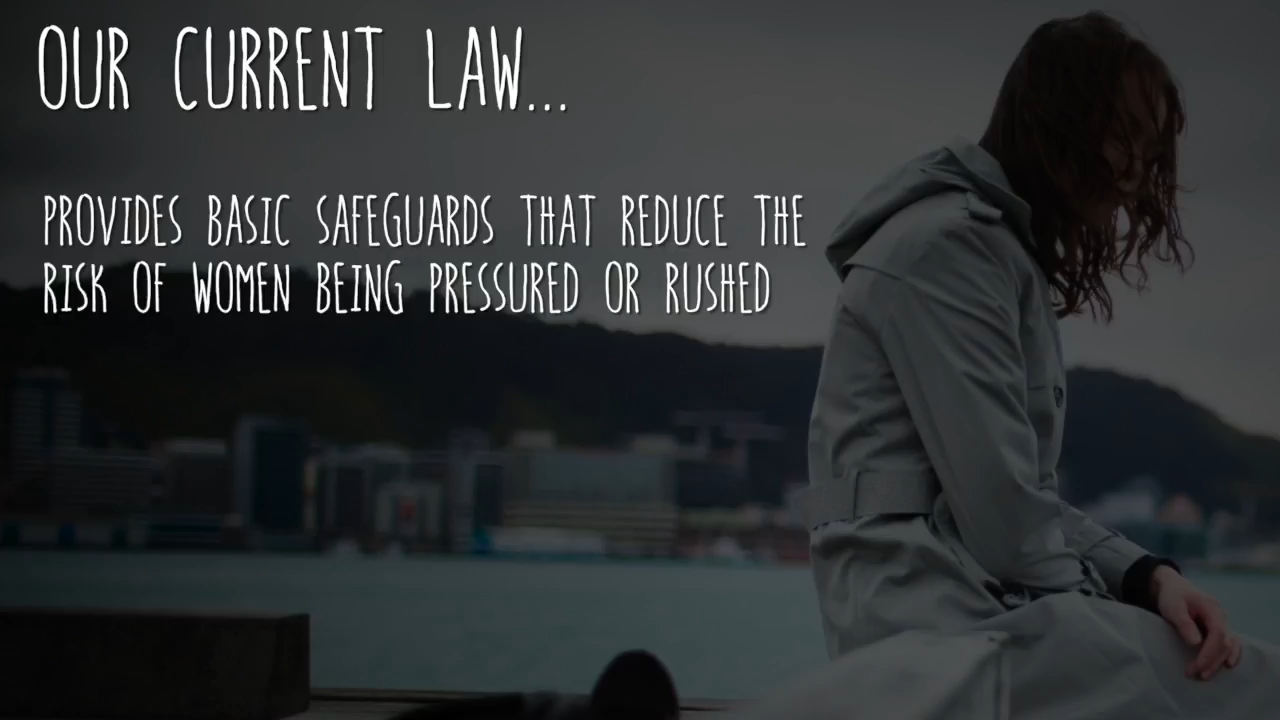 OUR CURRENT LAW...
PROVIDES BASIC SAFEGUARDS THAT REDUCE THE
RISK OF WOMEN BEING PRESSURED OR RUSHED